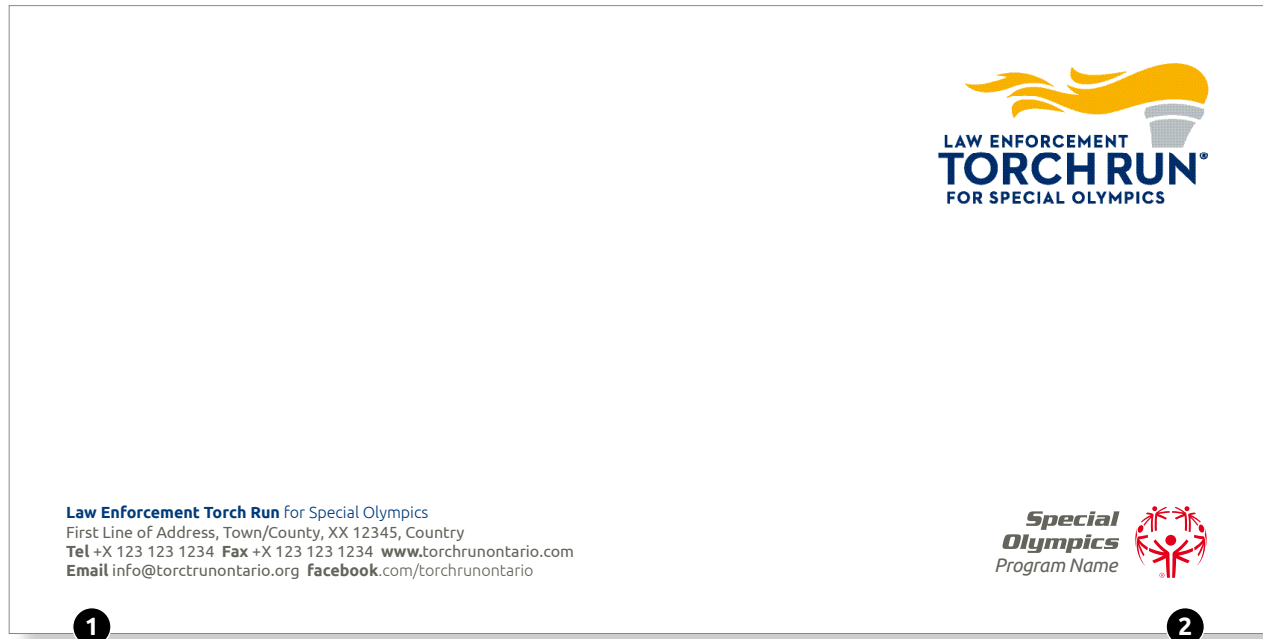 LAW ENFORCEMENT
TORCH RUN®
FOR SPECIAL OLYMPICS
Law Enforcement Torch Run for Special Olympics
First Line of Address, Town/County, XX 12345, Country
Tel +X 123 123 1234 Fax +X 123 123 1234 www.torchrunontario.com
Email info@torctrunontario.org facebook.com/torchrunontario
Special
Olympics
Program Name
®
1
2